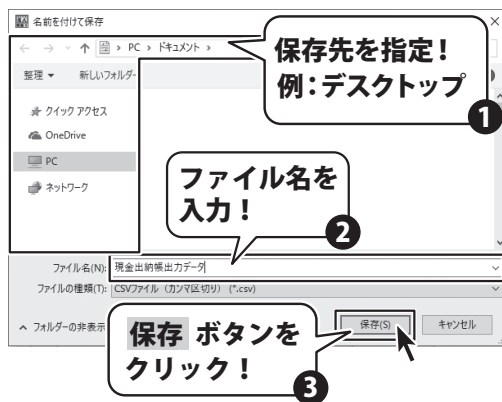 名前を付けて保存
PC › ドキュメント ›
保存先を指定！
例：デスクトップ
❶
整理 新しいフォルダー
クイック アクセス
OneDrive
PC
ネットワーク
ファイル名を
入力！
❷
ファイル名(N): 現金出納帳出力データ
ファイルの種類(T): CSVファイル（カンマ区切り）(*.csv)
フォルダーの非表示
保存(S) キャンセル
保存 ボタンを
クリック！
❸